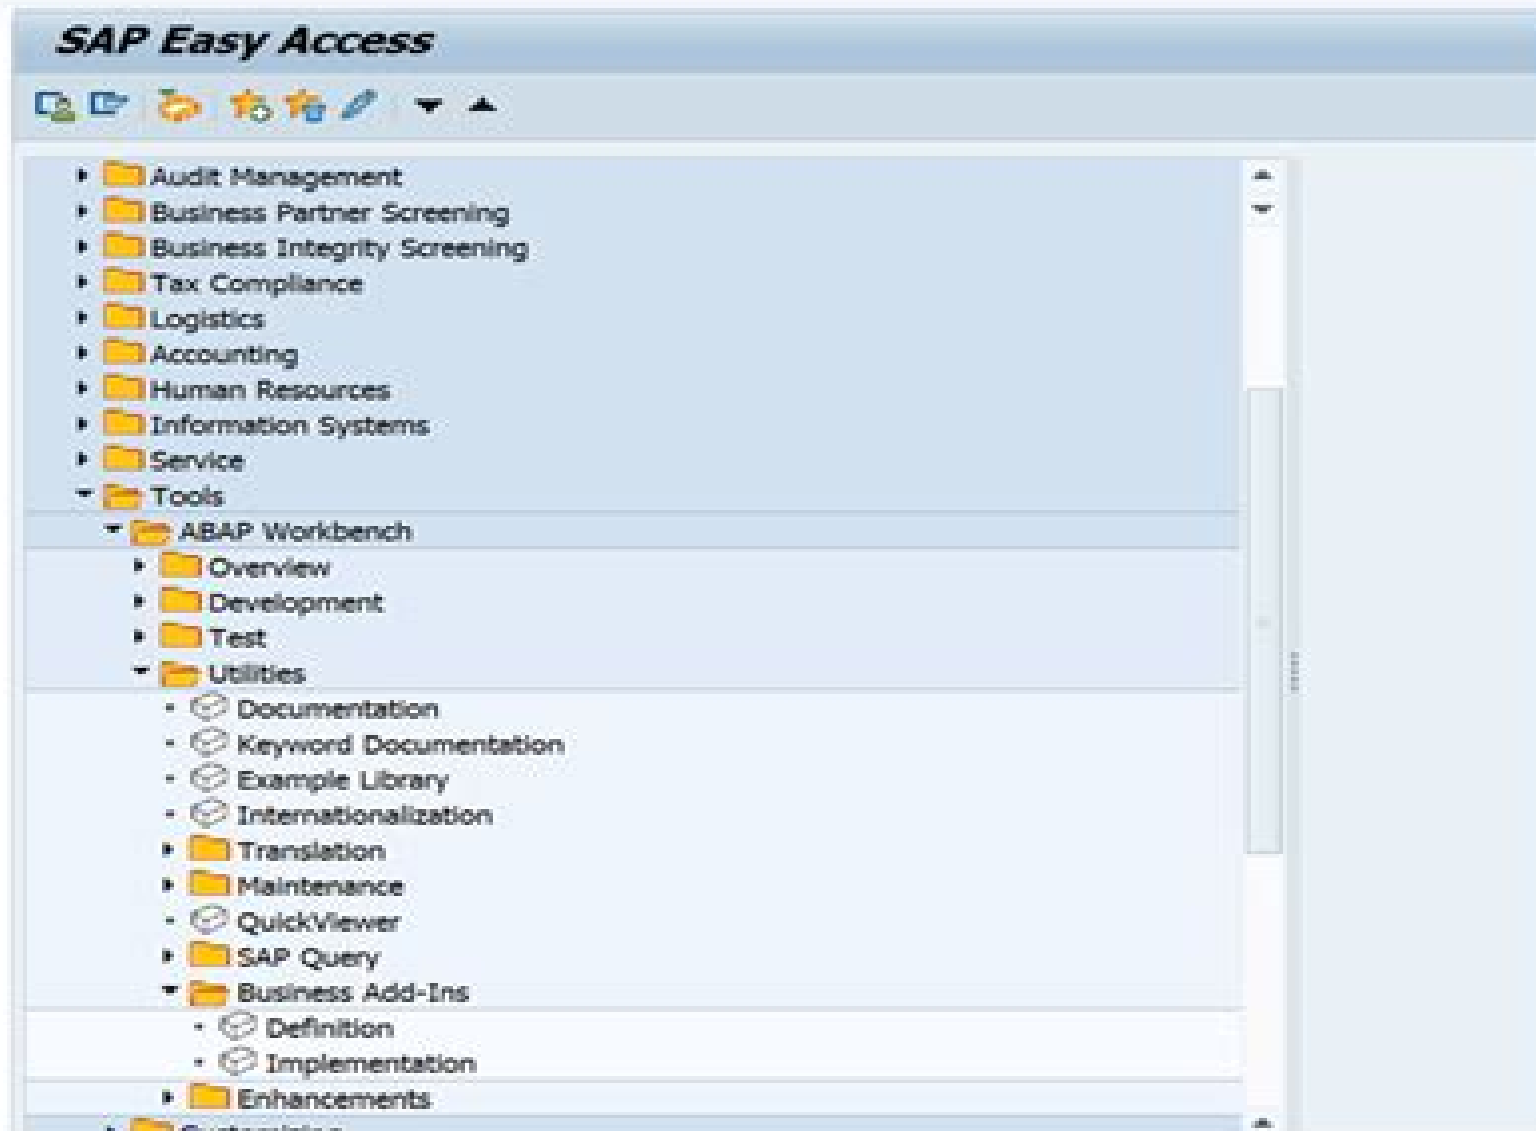 SAP Easy Access
Audit Management
Business Partner Screening
Business Integrity Screening
Tax Compliance
Logistics
Accounting
Human Resources
Information Systems
Service
Tools
ABAP Workbench
Overview
Development
Test
Utilities
Documentation
Keyword Documentation
Example Library
Internationalization
Translation
Maintenance
QuickViewer
SAP Query
Business Add-Ins
Definition
Implementation
Enhancements
Customizing